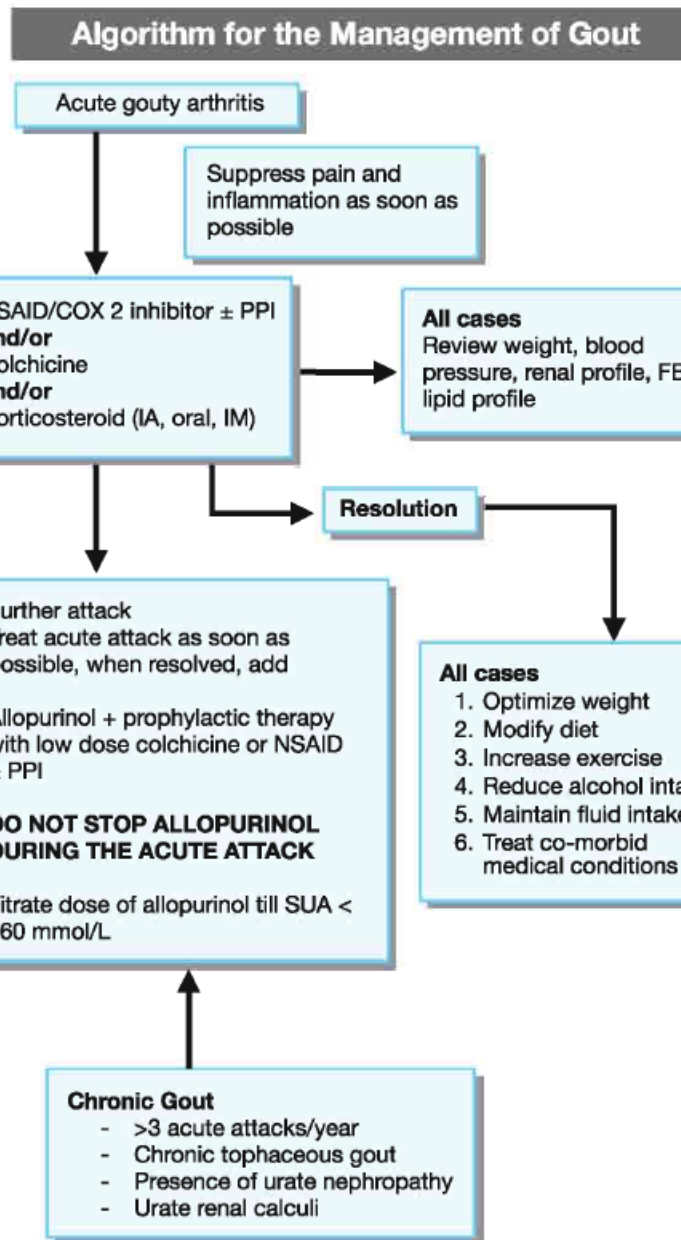 Algorithm for the Management of Gout
Acute gouty arthritis
Suppress pain and
inflammation as soon as
possible
SAID/COX 2 inhibitor ± PPI
nd/or
olchicine
nd/or
orticosteroid (IA, oral, IM)
All cases
Review weight, blood
pressure, renal profile, FB
lipid profile
Resolution
urther attack
reat acute attack as soon as
ossible, when resolved, add
Allopurinol + prophylactic therapy
with low dose colchicine or NSAID
± PPI
DO NOT STOP ALLOPURINOL
DURING THE ACUTE ATTACK
itrate dose of allopurinol till SUA <
60 mmol/L
All cases
1. Optimize weight
2. Modify diet
3. Increase exercise
4. Reduce alcohol inta
5. Maintain fluid intake
6. Treat co-morbid
medical conditions
Chronic Gout
- >3 acute attacks/year
- Chronic tophaceous gout
- Presence of urate nephropathy
- Urate renal calculi